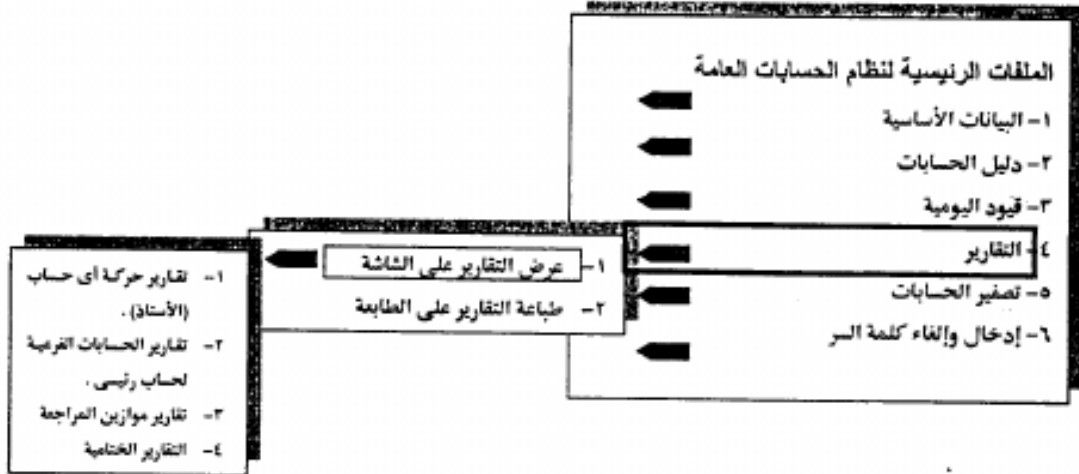 الملفات الرئيسية لنظام الحسابات العامة
١- البيانات الأساسية
٢- دليل الحسابات
٣- قيود اليومية
٤- التقارير
٥- تصفير الحسابات
٦- إدخال وإلغاء كلمة السر
١- عرض التقارير على الشاشة
٢- طباعة التقارير على الطابعة
١- تقارير حركة أى حساب
(الأستاذ) .
٢- تقارير الحسابات الفرعية
لحساب رئيسى .
٣- تقارير موازين المراجعة
٤- التقارير الختامية